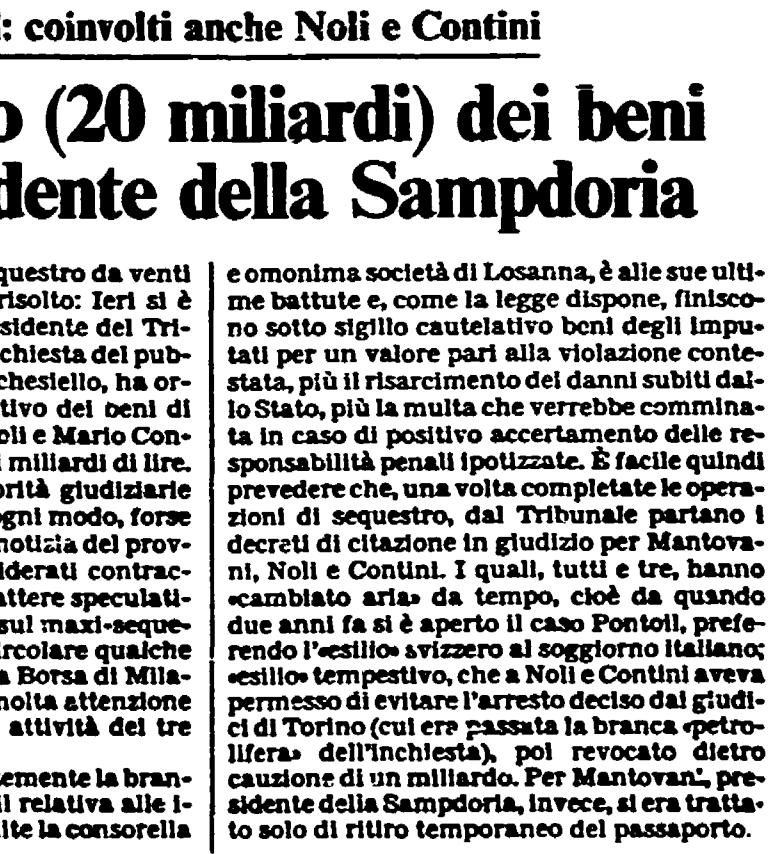 : coinvolti anche Noli e Contini
o (20 miliardi) dei beni
dente della Sampdoria
questro da venti
risolto: Ieri si è
sidente del Tri-
chiesta del pub-
chesiello, ha or-
tivo dei beni di
oli e Mario Con-
i miliardi di lire.
orità giudiziarie
ogni modo, forse
notizia del prov-
siderati contrac-
attere speculati-
sul maxi-seque-
ircolare qualche
a Borsa di Mila-
molta attenzione
attività dei tre
temente la bran-
il relativa alle i-
ite la consorella
e omonima società di Losanna, è alle sue ulti-
me battute e, come la legge dispone, finisco-
no sotto sigillo cautelativo beni degli impu-
tati per un valore pari alla violazione conte-
stata, più il risarcimento dei danni subiti dal-
lo Stato, più la multa che verrebbe commina-
ta in caso di positivo accertamento delle re-
sponsabilità penali ipotizzate. È facile quindi
prevedere che, una volta completate le opera-
zioni di sequestro, dal Tribunale partano i
decreti di citazione in giudizio per Mantova-
ni, Noli e Contini. I quali, tutti e tre, hanno
«cambiato aria» da tempo, cioè da quando
due anni fa si è aperto il caso Pontoil, prefe-
rendo l'«esilio» svizzero al soggiorno italiano;
«esilio» tempestivo, che a Noli e Contini aveva
permesso di evitare l'arresto deciso dai giudi-
ci di Torino (cui era passata la branca «petro-
lifera» dell'inchiesta), poi revocato dietro
cauzione di un miliardo. Per Mantovani, pre-
sidente della Sampdoria, invece, si era tratta-
to solo di ritiro temporaneo del passaporto.